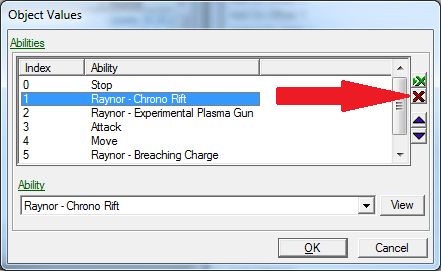 Object Values
Abilities
Index Ability
0 Stop
1 Raynor - Chrono Rift
2 Raynor - Experimental Plasma Gun
3 Attack
4 Move
5 Raynor - Breaching Charge
Ability
Raynor - Chrono Rift View
OK Cancel